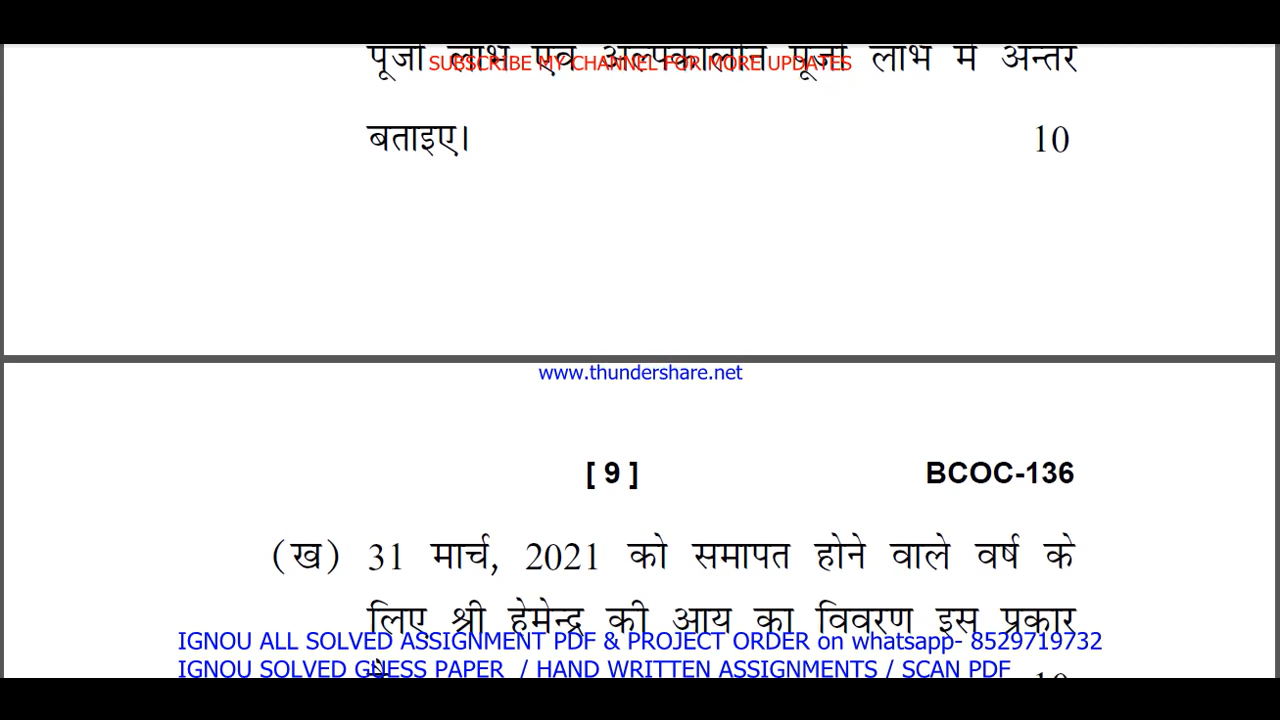 पूंजी लाभ एवं अल्पकालीन पूंजी लाभ में अन्तर
SUBSCRIBE MY CHANNEL FOR MORE UPDATES
बताइए। 10
www.thundershare.net
[ 9 ] BCOC-136
(ख) 31 मार्च, 2021 को समापत होने वाले वर्ष के
लिए श्री हेमेन्द्र की आय का विवरण इस प्रकार
IGNOU ALL SOLVED ASSIGNMENT PDF & PROJECT ORDER on whatsapp- 8529719732
IGNOU SOLVED GUESS PAPER / HAND WRITTEN ASSIGNMENTS / SCAN PDF